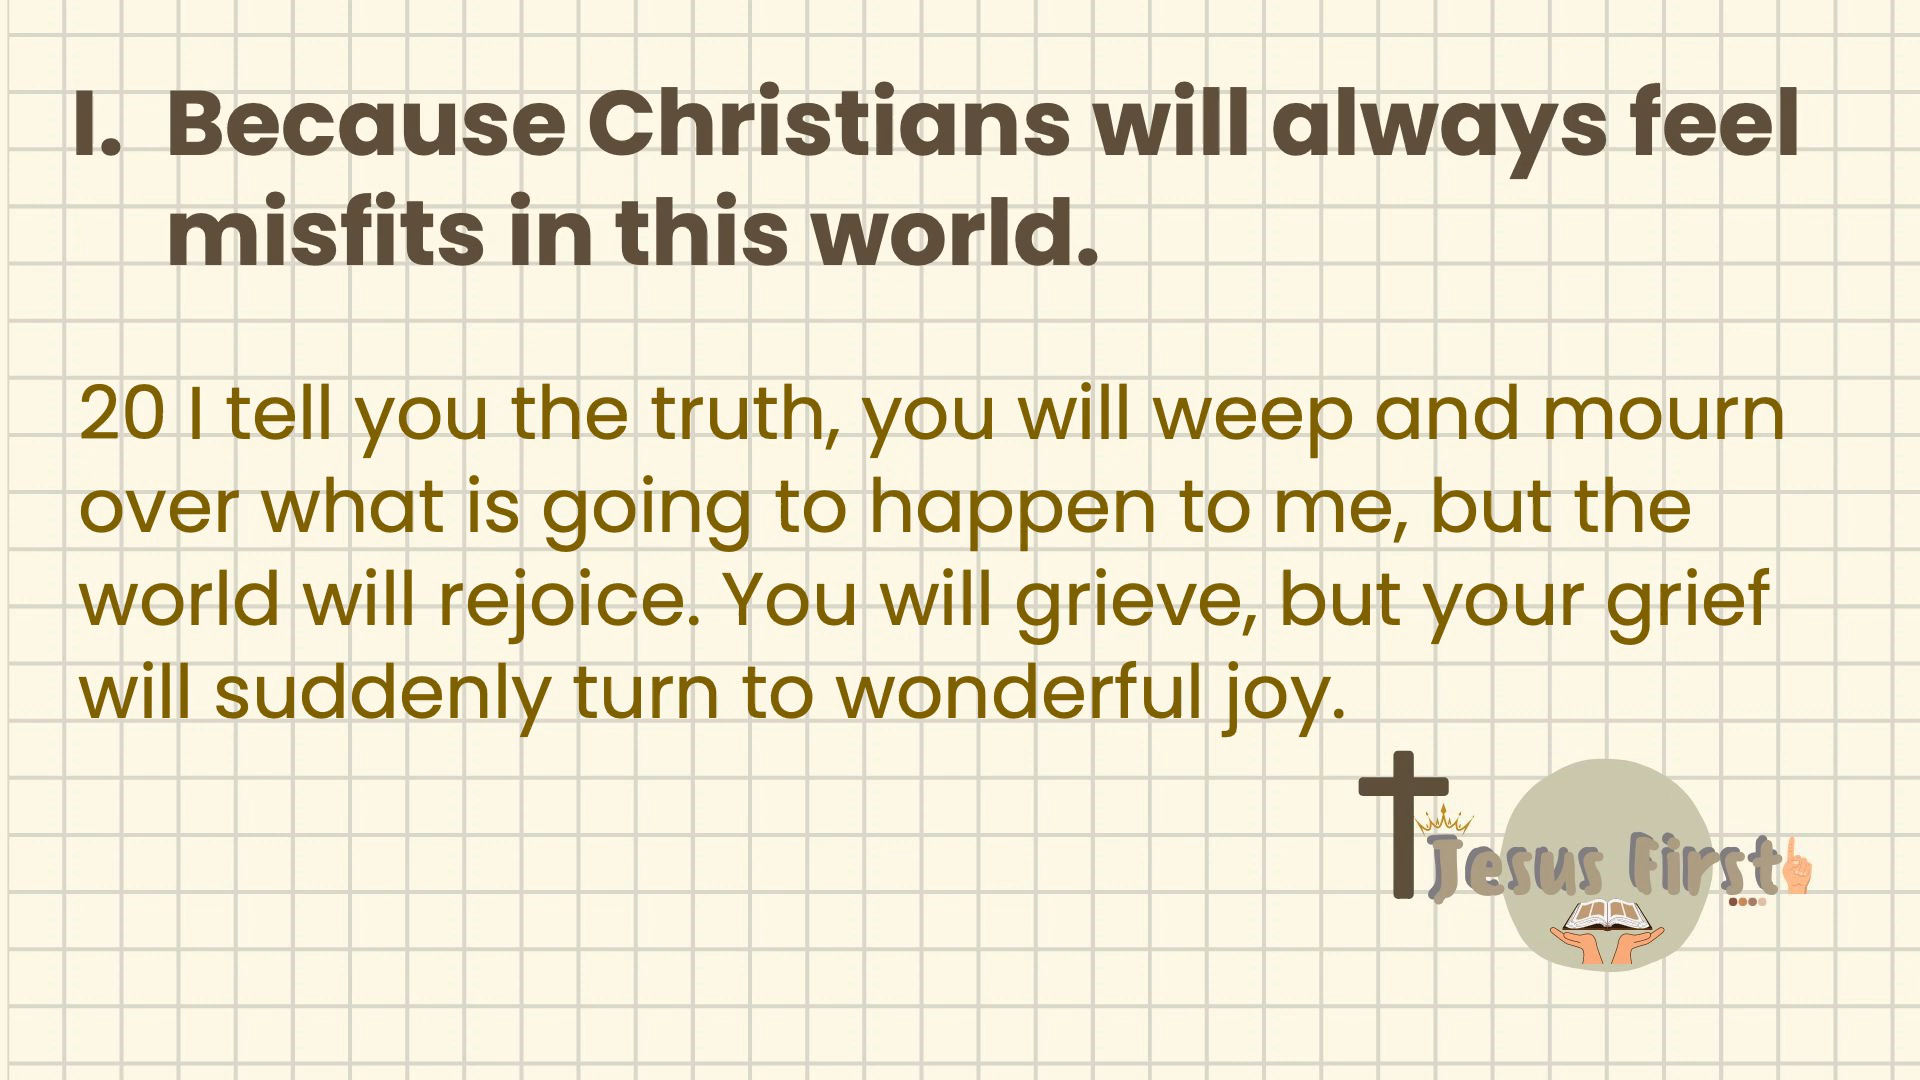 I. Because Christians will always feel
misfits in this world.
20 I tell you the truth, you will weep and mourn
over what is going to happen to me, but the
world will rejoice. You will grieve, but your grief
will suddenly turn to wonderful joy.
Jesus First